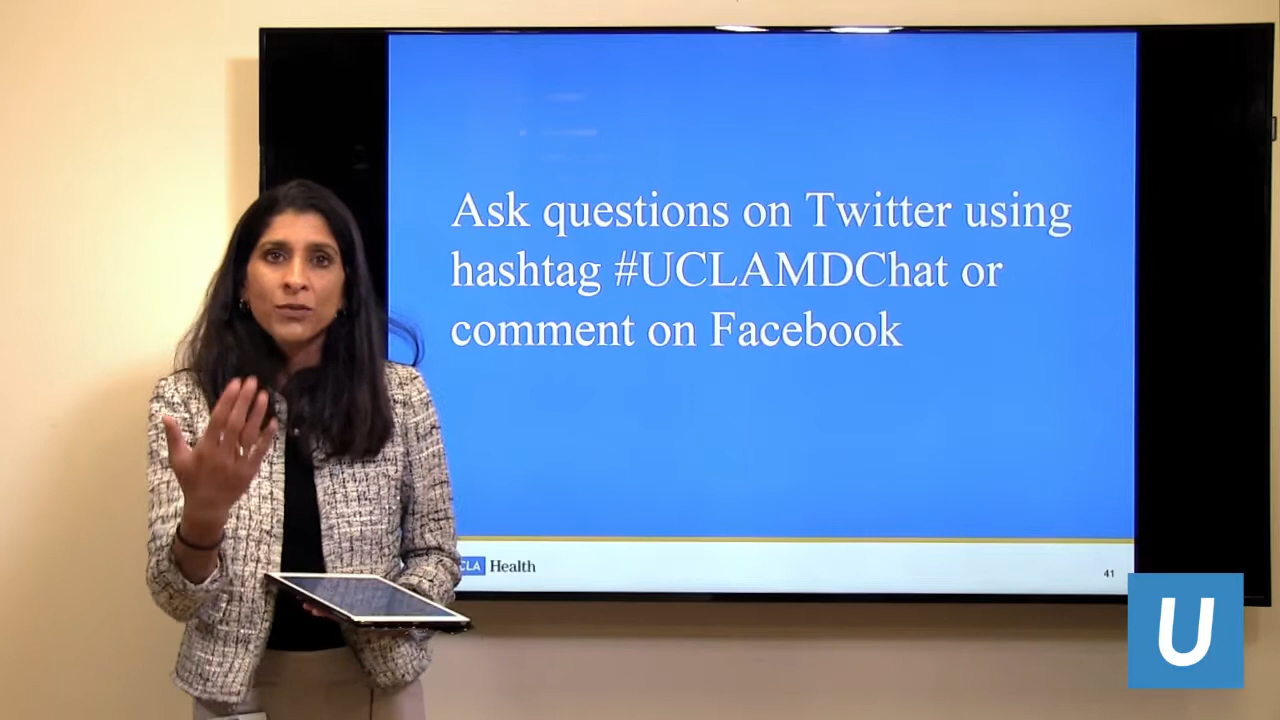 Ask questions on Twitter using
hashtag #UCLAMDChat or
comment on Facebook
CLA Health
41
U